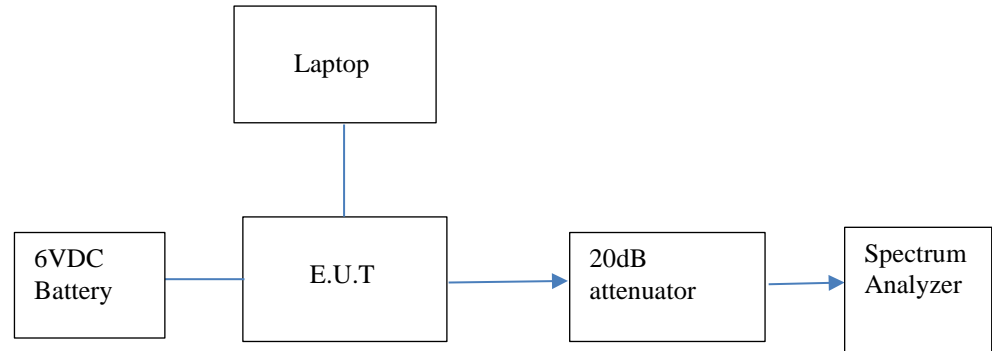 Laptop
6VDC
Battery
E.U.T
20dB
attenuator
Spectrum
Analyzer